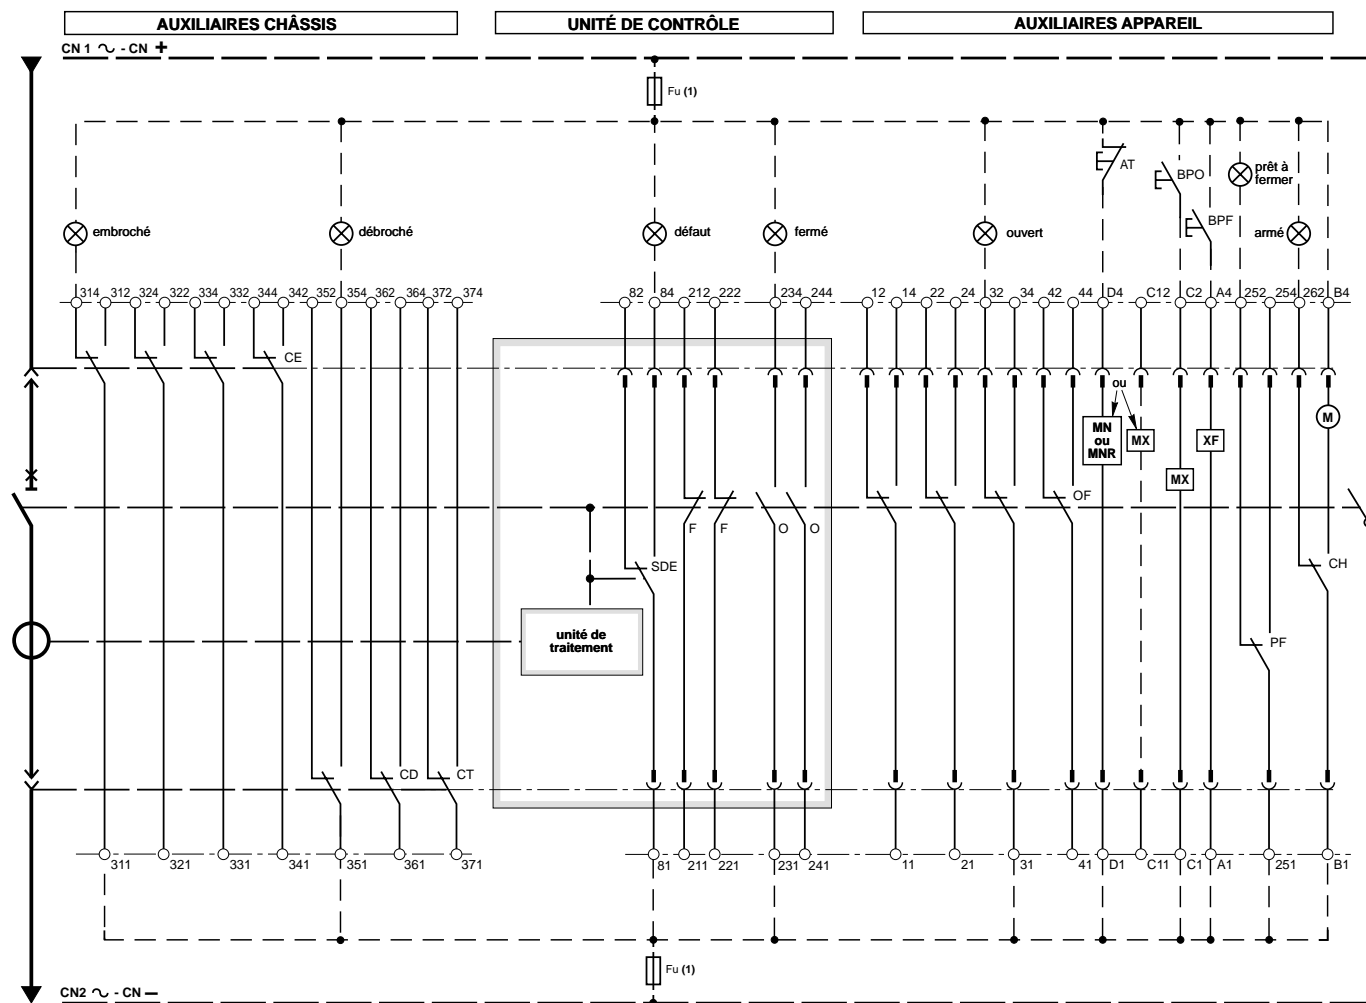 AUXILIAIRES CHÂSSIS UNITÉ DE CONTRÔLE AUXILIAIRES APPAREIL
CN 1 ~ - CN +
Fu (1)
AT BPO prêt à
fermer
BPF
embroché débroché défaut fermé ouvert armé
314 312 324 322 334 332 344 342 352 354 362 364 372 374 82 84 212 222 234 244 12 14 22 24 32 34 42 44 D4 C12 C2 A4 252 254 262 B4
CE
ou
MN
ou
MNR
MX XF M
MX
OF
F F O O
SDE CH
unité de
traitement
PF
CD CT
311 321 331 341 351 361 371 81 211 221 231 241 11 21 31 41 D1 C11 C1 A1 251 B1
Fu (1)
CN2 ~ - CN —